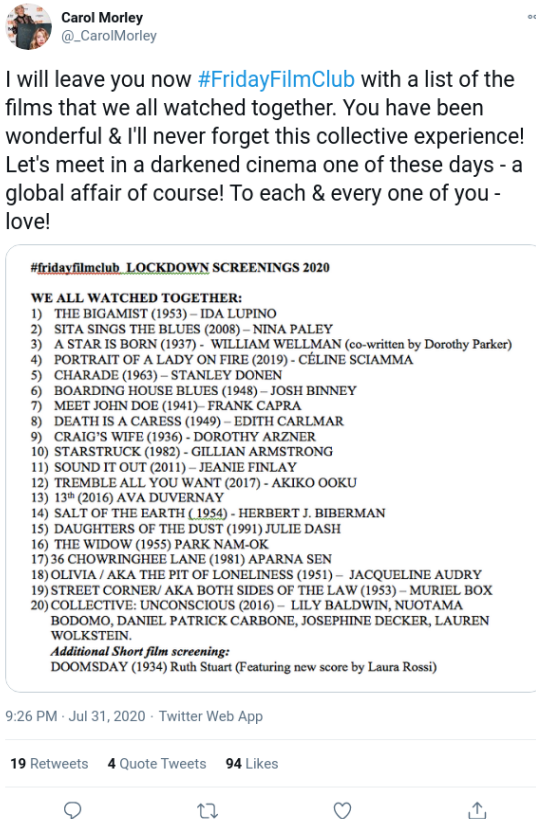 Carol Morley
@_CarolMorley
I will leave you now #FridayFilmClub with a list of the
films that we all watched together. You have been
wonderful & I'll never forget this collective experience!
Let's meet in a darkened cinema one of these days - a
global affair of course! To each & every one of you -
love!
#fridayfilmclub LOCKDOWN SCREENINGS 2020
WE ALL WATCHED TOGETHER:
1) THE BIGAMIST (1953) – IDA LUPINO
2) SITA SINGS THE BLUES (2008) – NINA PALEY
3) A STAR IS BORN (1937) - WILLIAM WELLMAN (co-written by Dorothy Parker)
4) PORTRAIT OF A LADY ON FIRE (2019) - CÉLINE SCIAMMA
5) CHARADE (1963) – STANLEY DONEN
6) BOARDING HOUSE BLUES (1948) – JOSH BINNEY
7) MEET JOHN DOE (1941)– FRANK CAPRA
8) DEATH IS A CARESS (1949) – EDITH CARLMAR
9) CRAIG'S WIFE (1936) - DOROTHY ARZNER
10) STARSTRUCK (1982) - GILLIAN ARMSTRONG
11) SOUND IT OUT (2011) – JEANIE FINLAY
12) TREMBLE ALL YOU WANT (2017) - AKIKO OOKU
13) 13th (2016) AVA DUVERNAY
14) SALT OF THE EARTH ( 1954) - HERBERT J. BIBERMAN
15) DAUGHTERS OF THE DUST (1991) JULIE DASH
16) THE WIDOW (1955) PARK NAM-OK
17) 36 CHOWRINGHEE LANE (1981) APARNA SEN
18) OLIVIA / AKA THE PIT OF LONELINESS (1951) – JACQUELINE AUDRY
19) STREET CORNER/ AKA BOTH SIDES OF THE LAW (1953) – MURIEL BOX
20) COLLECTIVE: UNCONSCIOUS (2016) – LILY BALDWIN, NUOTAMA
BODOMO, DANIEL PATRICK CARBONE, JOSEPHINE DECKER, LAUREN
WOLKSTEIN.
Additional Short film screening:
DOOMSDAY (1934) Ruth Stuart (Featuring new score by Laura Rossi)
9:26 PM · Jul 31, 2020 · Twitter Web App
19 Retweets 4 Quote Tweets 94 Likes